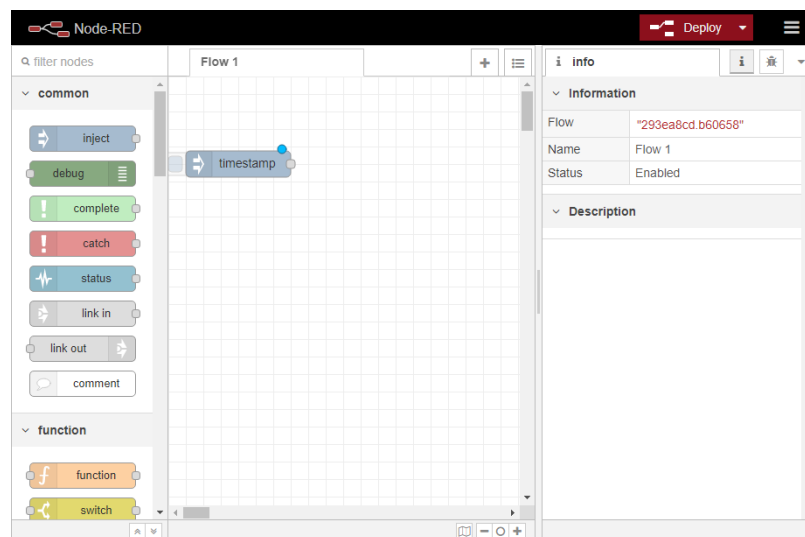 Node-RED
Deploy
filter nodes
Flow 1
i info
i
common
inject
debug
complete
catch
status
link in
link out
comment
function
function
switch
timestamp
Information
Flow "293ea8cd.b60658"
Name Flow 1
Status Enabled
Description